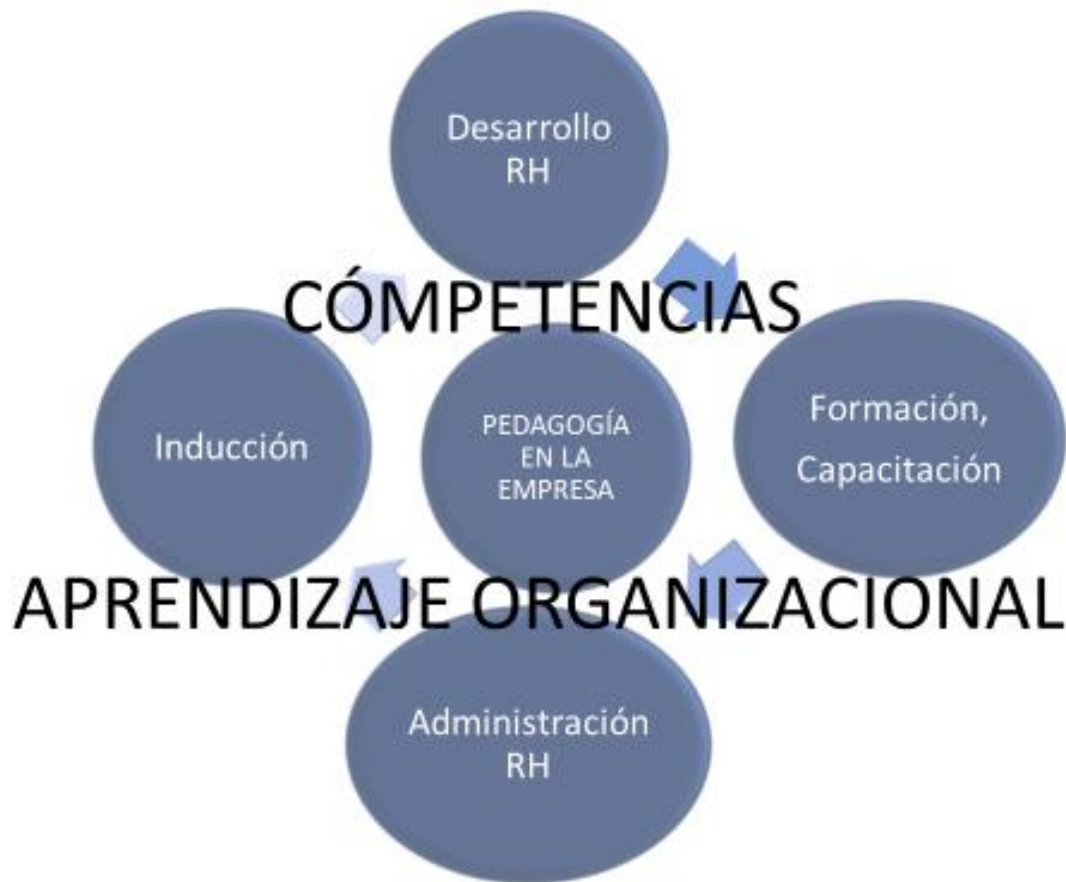 Desarrollo
RH
CÓMPETENCIAS
Inducción
PEDAGOGÍA
EN LA
EMPRESA
Formación,
Capacitación
APRENDIZAJE ORGANIZACIONAL
Administración
RH